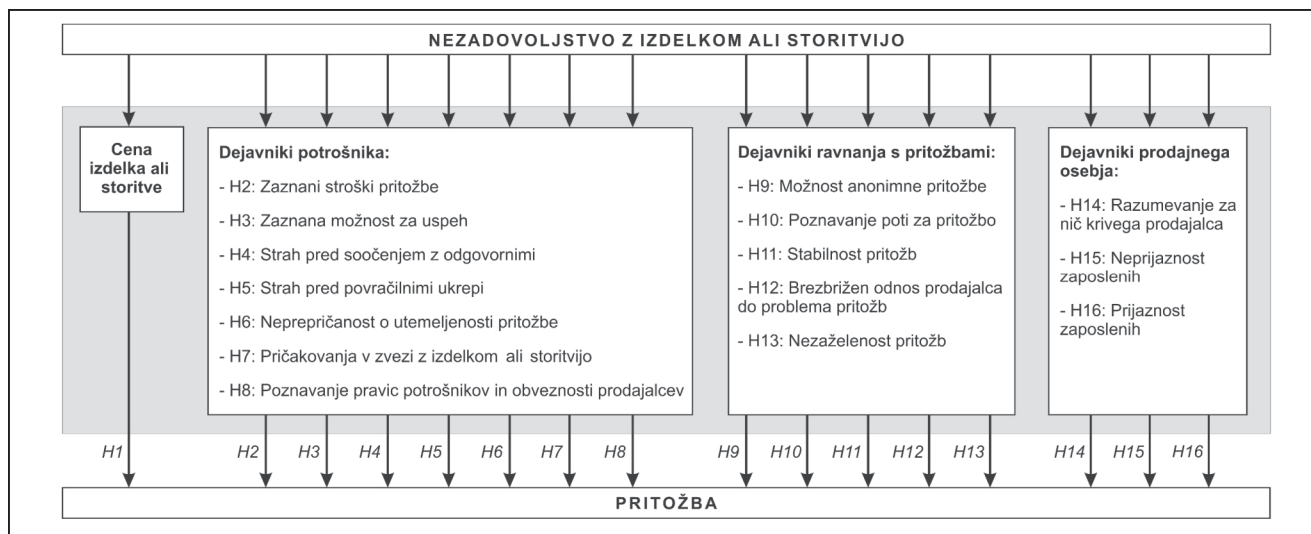 NEZADOVOLJSTVO Z IZDELKOM ALI STORITVIJO
Cena
izdelka ali
storitve
Dejavniki potrošnika:
- H2: Zaznani stroški pritožbe
- H3: Zaznana možnost za uspeh
- H4: Strah pred soočenjem z odgovornimi
- H5: Strah pred povračilnimi ukrepi
- H6: Neprepričanost o utemeljenosti pritožbe
- H7: Pričakovanja v zvezi z izdelkom ali storitvijo
- H8: Poznavanje pravic potrošnikov in obveznosti prodajalcev
Dejavniki ravnanja s pritožbami:
- H9: Možnost anonimne pritožbe
- H10: Poznavanje poti za pritožbo
- H11: Stabilnost pritožb
- H12: Brezbrižen odnos prodajalca
do problema pritožb
- H13: Nezaželenost pritožb
Dejavniki prodajnega
osebja:
- H14: Razumevanje za
nič krivega prodajalca
- H15: Neprijaznost
zaposlenih
- H16: Prijaznost
zaposlenih
H1 H2 H3 H4 H5 H6 H7 H8 H9 H10 H11 H12 H13 H14 H15 H16
PRITOŽBA